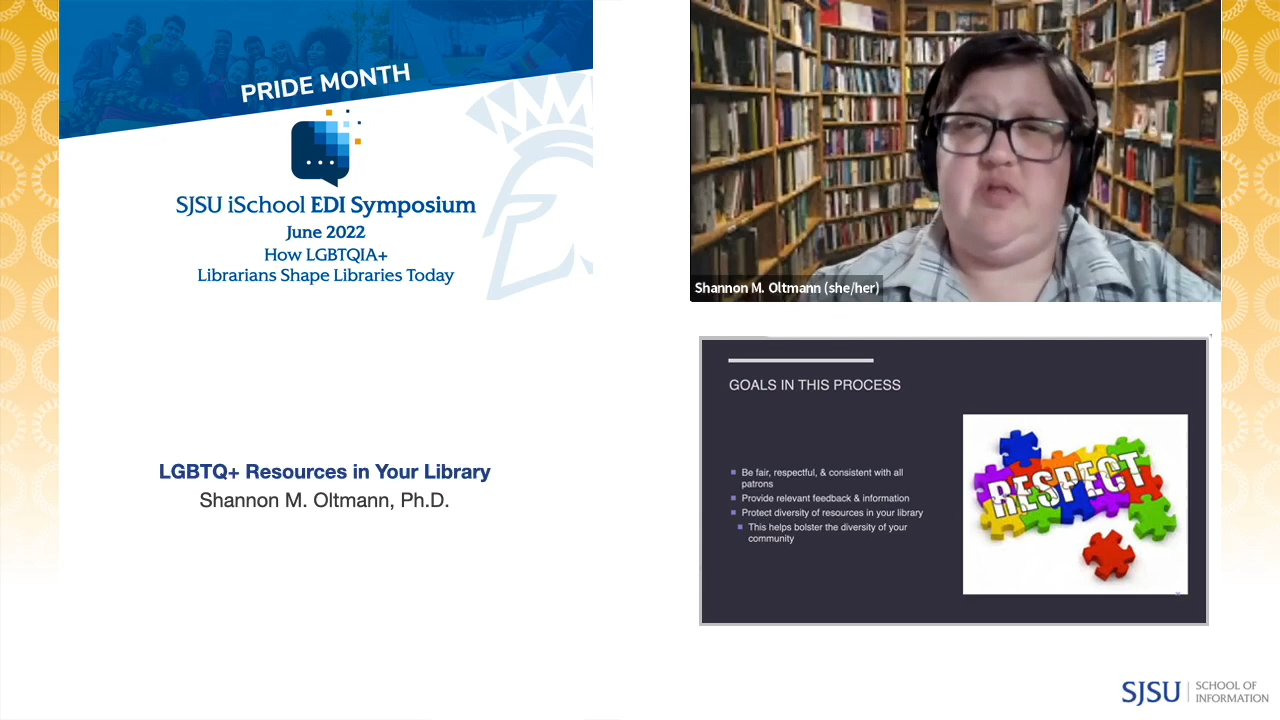 PRIDE MONTH
SJSU iSchool EDI Symposium
June 2022
How LGBTQIA+
Librarians Shape Libraries Today
LGBTQ+ Resources in Your Library
Shannon M. Oltmann, Ph.D.
Shannon M. Oltmann (she/her)
GOALS IN THIS PROCESS
Be fair, respectful, & consistent with all
patrons
Provide relevant feedback & information
Protect diversity of resources in your library
This helps bolster the diversity of your
community
RESPECT
SJSU | SCHOOL OF
INFORMATION